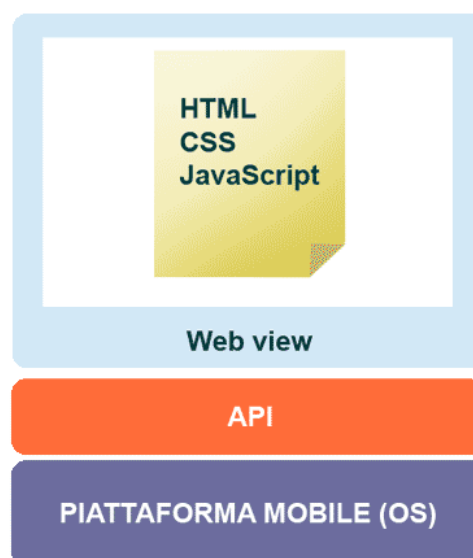 HTML
CSS
JavaScript
Web view
API
PIATTAFORMA MOBILE (OS)